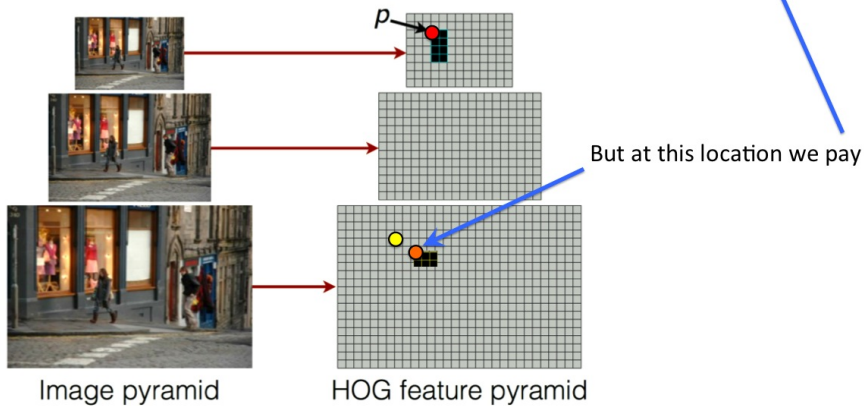 p
But at this location we pay
Image pyramid
HOG feature pyramid